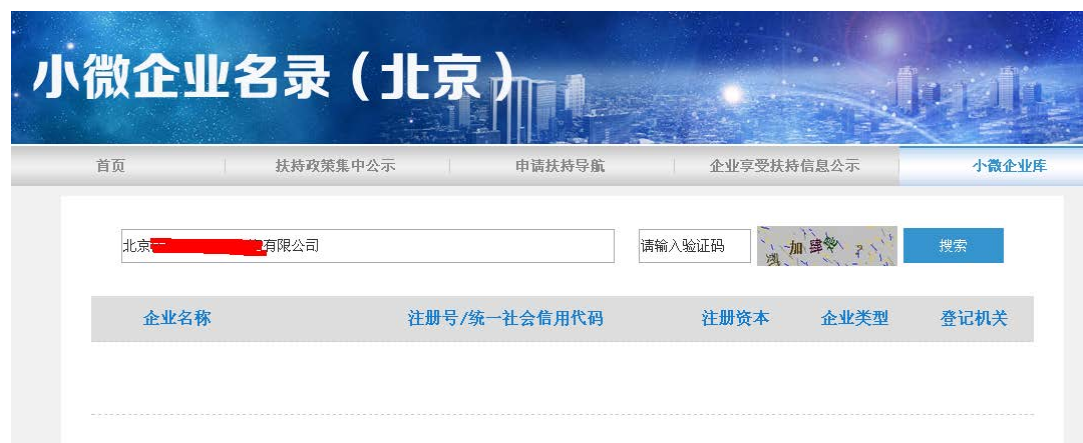 小微企业名录（北京）
首页 扶持政策集中公示 申请扶持导航 企业享受扶持信息公示 小微企业库
北京 有限公司 请输入验证码 加 搜索
企业名称 注册号/统一社会信用代码 注册资本 企业类型 登记机关